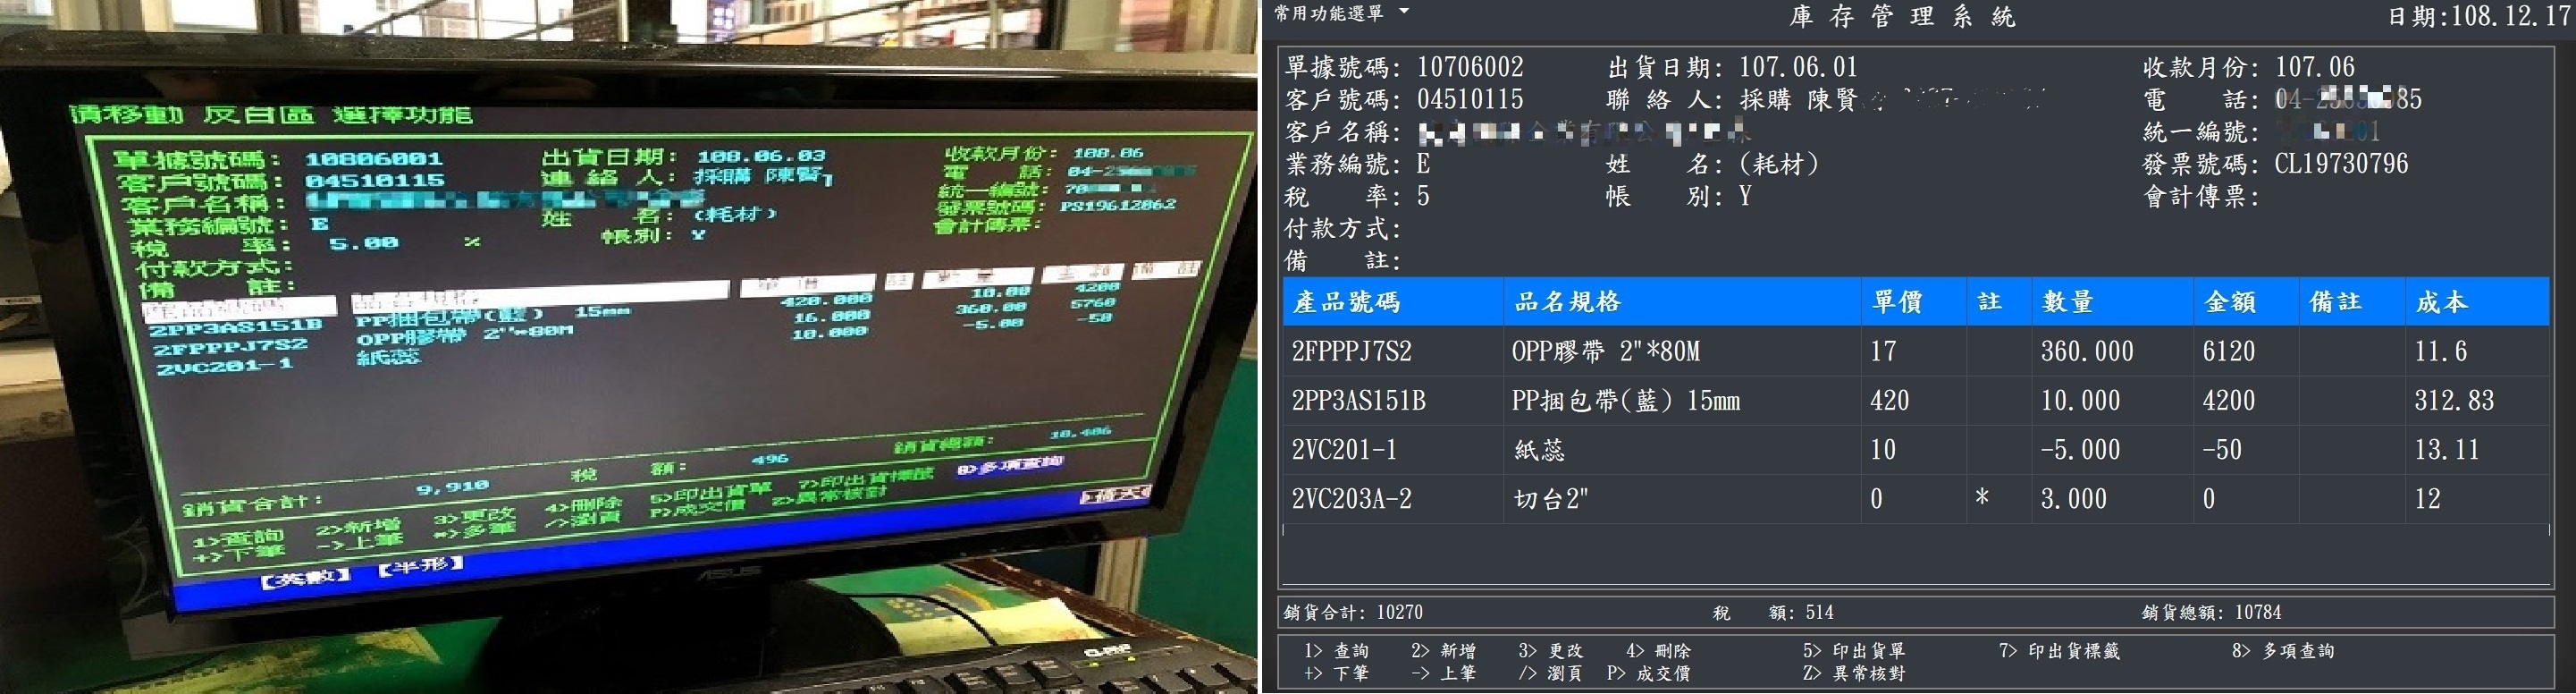 請移動 反白區 選擇功能
單據號碼: 10806001 出貨日期: 108.06.03 收款月份: 108.06
客戶號碼: 04510115 連 絡 人: 採購 陳賢 電 話: 04-25
客戶名稱: 統一編號: 70
業務編號: E 姓 名: (耗材) 發票號碼: PS19612062
稅 率: 5.00 % 帳別: Y 會計傳票:
付款方式:
備 註:
單 價 註 數 量 金 額 備 註
2PP3AS151B PP捆包帶(藍) 15mm 420.000 10.00 4200
2FPPPJ7S2 OPP膠帶 2"*80M 16.000 360.00 5760
2VC201-1 紙蕊 10.000 -5.00 -50
銷貨合計: 9,910 稅 額: 496 銷貨總額: 10,406
1>查詢 2>新增 3>更改 4>刪除 5>印出貨單 7>印出貨標籤 8>多項查詢
+>下筆 ->上筆 *>多筆 />瀏頁 P>成交價 Z>異常核對
【英數】 【半形】
ASUS
常用功能選單 庫存管理系統 日期:108.12.17
單據號碼: 10706002 出貨日期: 107.06.01 收款月份: 107.06
客戶號碼: 04510115 聯 絡 人: 採購 陳賢 電 話: 04-2 85
客戶名稱: 統一編號:
業務編號: E 姓 名: (耗材) 發票號碼: CL19730796
稅 率: 5 帳 別: Y 會計傳票:
付款方式:
備 註:
產品號碼 品名規格 單價 註 數量 金額 備註 成本
2FPPPJ7S2 OPP膠帶 2"*80M 17 360.000 6120 11.6
2PP3AS151B PP捆包帶(藍) 15mm 420 10.000 4200 312.83
2VC201-1 紙蕊 10 -5.000 -50 13.11
2VC203A-2 切台2" 0 * 3.000 0 12
銷貨合計: 10270 稅 額: 514 銷貨總額: 10784
1> 查詢 2> 新增 3> 更改 4> 刪除 5> 印出貨單 7> 印出貨標籤 8> 多項查詢
+> 下筆 -> 上筆 /> 瀏頁 P> 成交價 Z> 異常核對